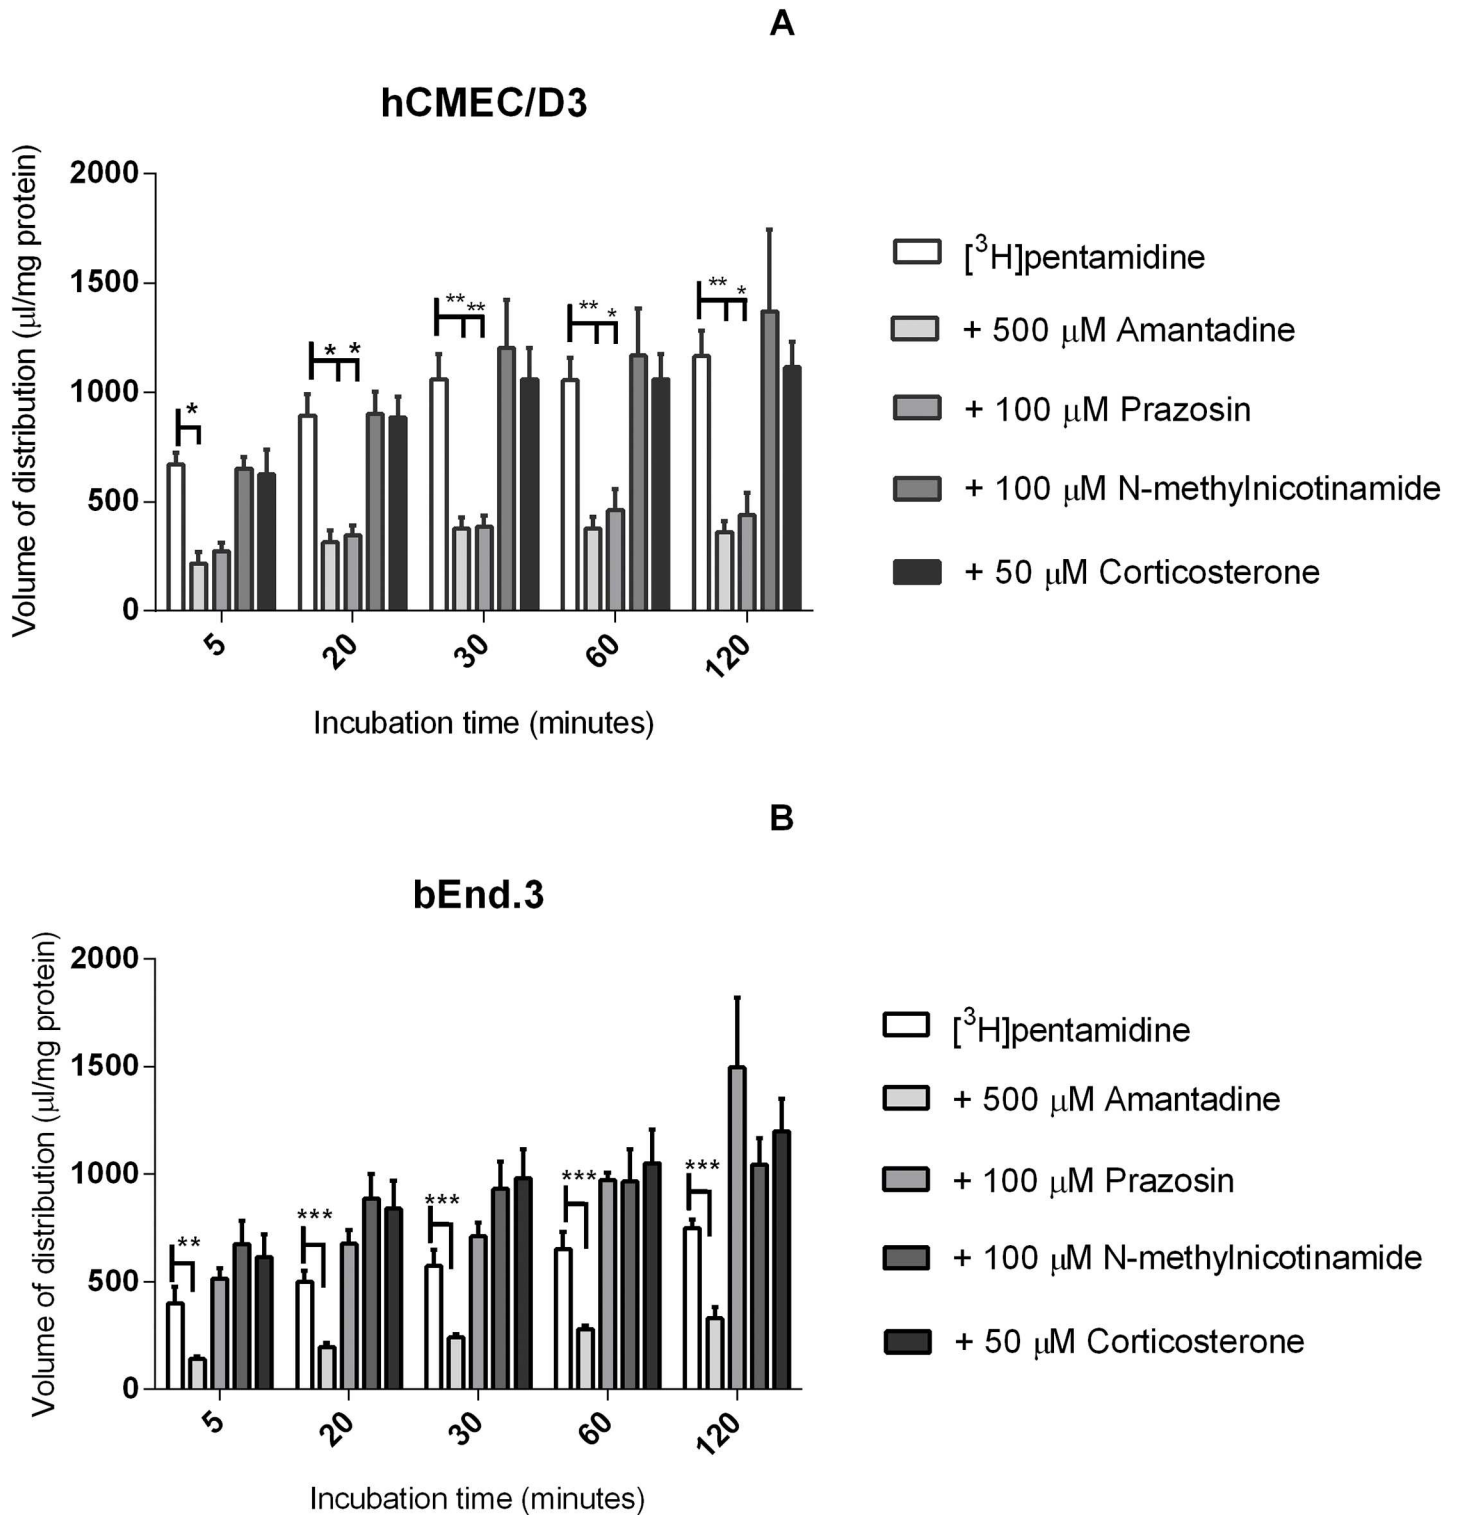 A
hCMEC/D3
Volume of distribution (µl/mg protein)
2000
1500
1000
500
0
*
* *
** **
** *
** *
5 20 30 60 120
Incubation time (minutes)
[³H]pentamidine
+ 500 µM Amantadine
+ 100 µM Prazosin
+ 100 µM N-methylnicotinamide
+ 50 µM Corticosterone
B
bEnd.3
Volume of distribution (µl/mg protein)
2000
1500
1000
500
0
**
***
***
***
***
5 20 30 60 120
Incubation time (minutes)
[³H]pentamidine
+ 500 µM Amantadine
+ 100 µM Prazosin
+ 100 µM N-methylnicotinamide
+ 50 µM Corticosterone